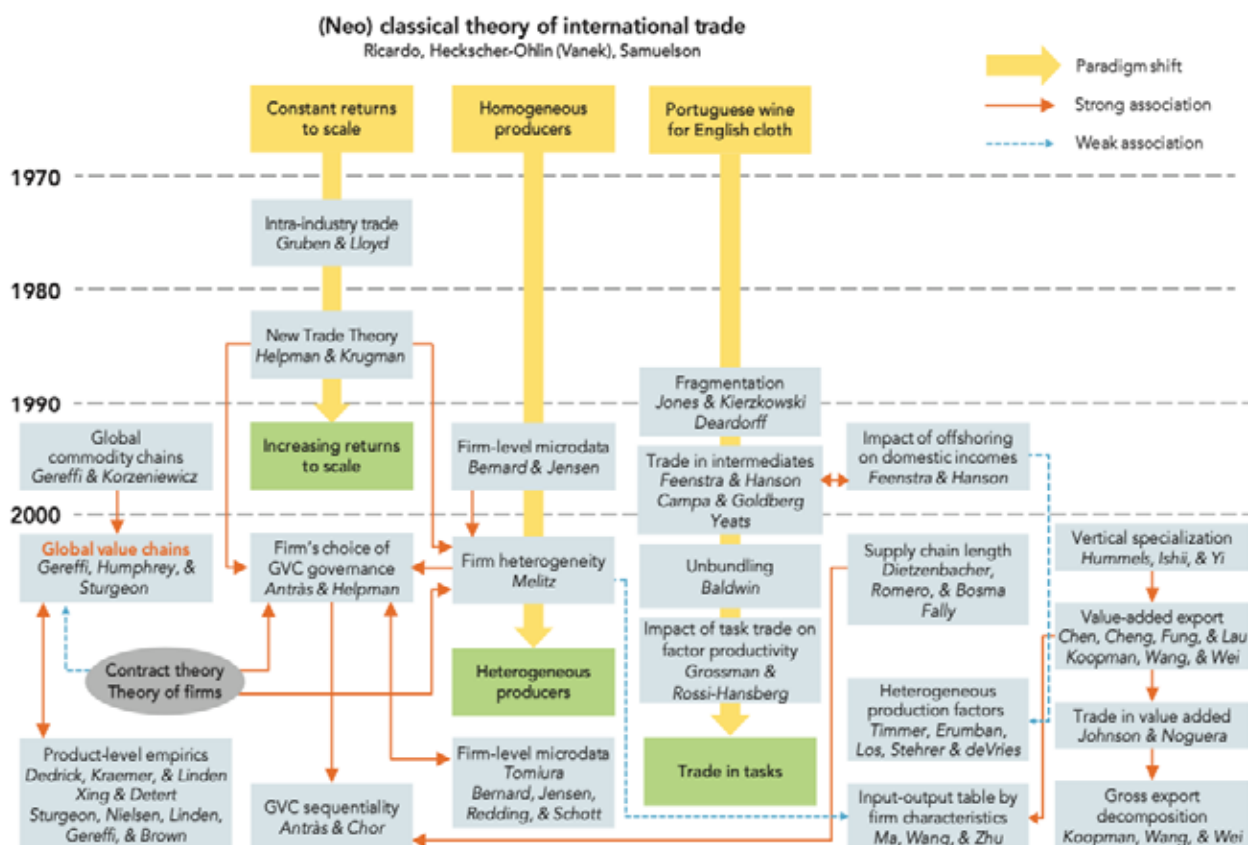 (Neo) classical theory of international trade
Ricardo, Heckscher-Ohlin (Vanek), Samuelson
Paradigm shift
Strong association
Weak association
Constant returns
to scale
Homogeneous
producers
Portuguese wine
for English cloth
1970
Intra-industry trade
Gruben & Lloyd
1980
New Trade Theory
Helpman & Krugman
Fragmentation
Jones & Kierzkowski
Deardorff
1990
Global
commodity chains
Gereffi & Korzeniewicz
Increasing returns
to scale
Firm-level microdata
Bernard & Jensen
Trade in intermediates
Feenstra & Hanson
Campa & Goldberg
Yeats
Impact of offshoring
on domestic incomes
Feenstra & Hanson
2000
Global value chains
Gereffi, Humphrey, &
Sturgeon
Firm's choice of
GVC governance
Antràs & Helpman
Firm heterogeneity
Melitz
Unbundling
Baldwin
Supply chain length
Dietzenbacher,
Romero, & Bosma
Fally
Vertical specialization
Hummels, Ishii, & Yi
Contract theory
Theory of firms
Heterogeneous
producers
Impact of task trade on
factor productivity
Grossman &
Rossi-Hansberg
Value-added export
Chen, Cheng, Fung, & Lau
Koopman, Wang, & Wei
Heterogeneous
production factors
Timmer, Erumban,
Los, Stehrer & deVries
Trade in value added
Johnson & Noguera
Product-level empirics
Dedrick, Kraemer, & Linden
Xing & Detert
Sturgeon, Nielsen, Linden,
Gereffi, & Brown
GVC sequentiality
Antràs & Chor
Firm-level microdata
Tomiura
Bernard, Jensen,
Redding, & Schott
Trade in tasks
Input-output table by
firm characteristics
Ma, Wang, & Zhu
Gross export
decomposition
Koopman, Wang, & Wei